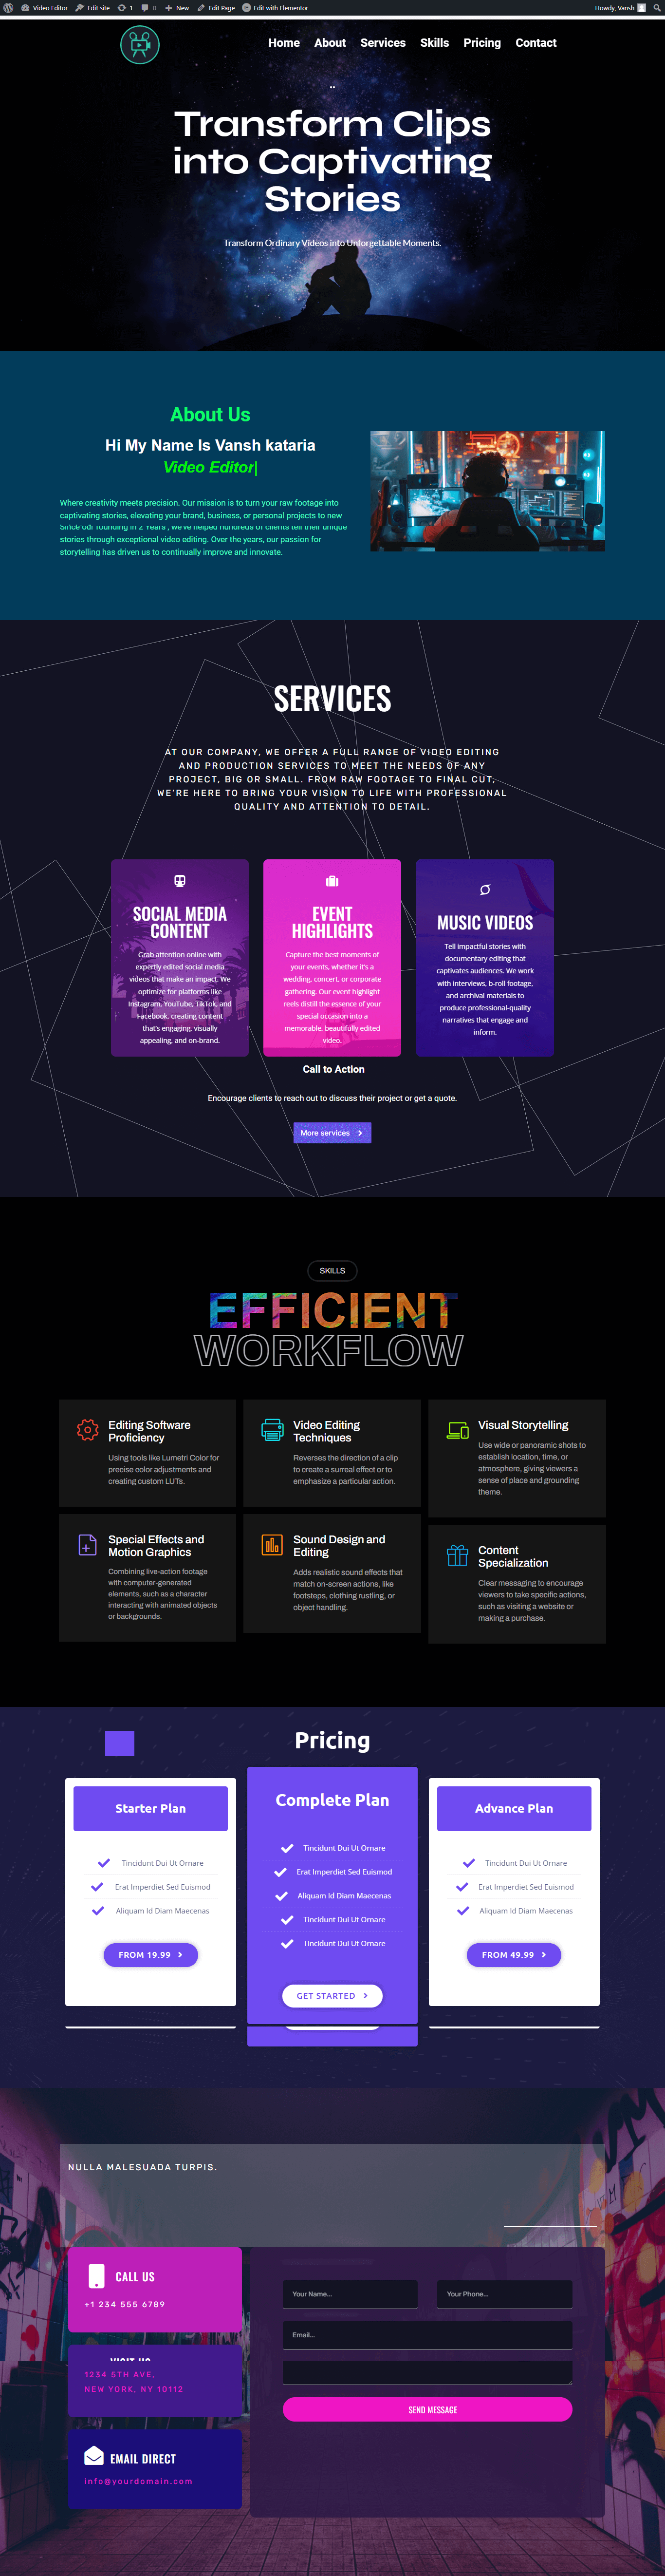 Video Editor Edit site 1 0 New Edit Page Edit with Elementor Howdy, Vansh
Home About Services Skills Pricing Contact
Transform Clips
into Captivating
Stories
Transform Ordinary Videos into Unforgettable Moments.
About Us
Hi My Name Is Vansh kataria
Video Editor|
Where creativity meets precision. Our mission is to turn your raw footage into
captivating stories, elevating your brand, business, or personal projects to new
Since our founding in 2 Years , we've helped hundreds of clients tell their unique
stories through exceptional video editing. Over the years, our passion for
storytelling has driven us to continually improve and innovate.
SERVICES
AT OUR COMPANY, WE OFFER A FULL RANGE OF VIDEO EDITING
AND PRODUCTION SERVICES TO MEET THE NEEDS OF ANY
PROJECT, BIG OR SMALL. FROM RAW FOOTAGE TO FINAL CUT,
WE'RE HERE TO BRING YOUR VISION TO LIFE WITH PROFESSIONAL
QUALITY AND ATTENTION TO DETAIL.
SOCIAL MEDIA
CONTENT
Grab attention online with
expertly edited social media
videos that make an impact. We
optimize for platforms like
Instagram, YouTube, TikTok, and
Facebook, creating content
that's engaging, visually
appealing, and on-brand.
EVENT
HIGHLIGHTS
Capture the best moments of
your events, whether it's a
wedding, concert, or corporate
gathering. Our event highlight
reels distill the essence of your
special occasion into a
memorable, beautifully edited
video.
MUSIC VIDEOS
Tell impactful stories with
documentary editing that
captivates audiences. We work
with interviews, b-roll footage,
and archival materials to
produce professional-quality
narratives that engage and
inform.
Call to Action
Encourage clients to reach out to discuss their project or get a quote.
More services
SKILLS
EFFICIENT
WORKFLOW
Editing Software
Proficiency
Using tools like Lumetri Color for
precise color adjustments and
creating custom LUTs.
Video Editing
Techniques
Reverses the direction of a clip
to create a surreal effect or to
emphasize a particular action.
Visual Storytelling
Use wide or panoramic shots to
establish location, time, or
atmosphere, giving viewers a
sense of place and grounding
theme.
Special Effects and
Motion Graphics
Combining live-action footage
with computer-generated
elements, such as a character
interacting with animated objects
or backgrounds.
Sound Design and
Editing
Adds realistic sound effects that
match on-screen actions, like
footsteps, clothing rustling, or
object handling.
Content
Specialization
Clear messaging to encourage
viewers to take specific actions,
such as visiting a website or
making a purchase.
Pricing
Starter Plan
Tincidunt Dui Ut Ornare
Erat Imperdiet Sed Euismod
Aliquam Id Diam Maecenas
FROM 19.99
Complete Plan
Tincidunt Dui Ut Ornare
Erat Imperdiet Sed Euismod
Aliquam Id Diam Maecenas
Tincidunt Dui Ut Ornare
Tincidunt Dui Ut Ornare
GET STARTED
Advance Plan
Tincidunt Dui Ut Ornare
Erat Imperdiet Sed Euismod
Aliquam Id Diam Maecenas
FROM 49.99
NULLA MALESUADA TURPIS.
CALL US
+1 234 555 6789
VISIT US
1234 5TH AVE.
NEW YORK, NY 10112
EMAIL DIRECT
info@yourdomain.com
Your Name...
Your Phone...
Email...
SEND MESSAGE